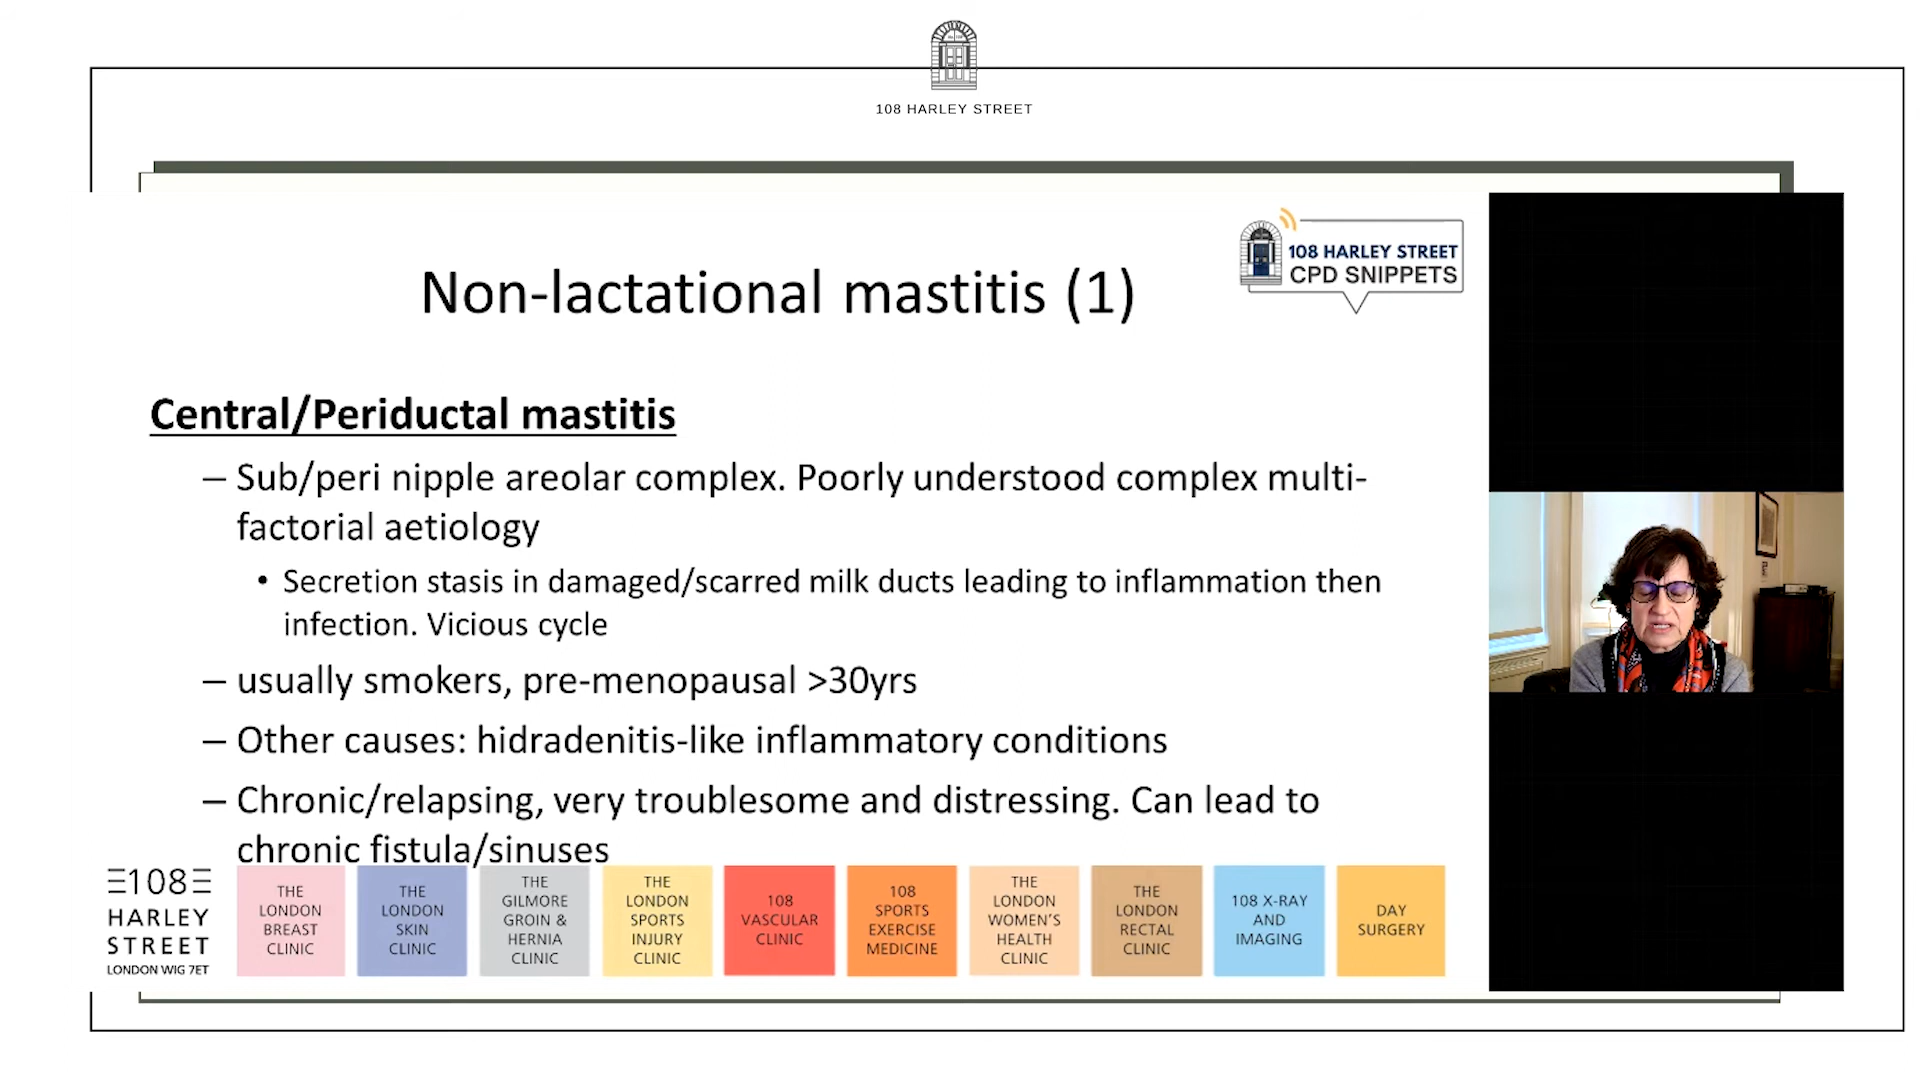 108 HARLEY STREET
108 HARLEY STREET
CPD SNIPPETS
Non-lactational mastitis (1)
Central/Periductal mastitis
– Sub/peri nipple areolar complex. Poorly understood complex multi-
factorial aetiology
• Secretion stasis in damaged/scarred milk ducts leading to inflammation then
infection. Vicious cycle
– usually smokers, pre-menopausal >30yrs
– Other causes: hidradenitis-like inflammatory conditions
– Chronic/relapsing, very troublesome and distressing. Can lead to
chronic fistula/sinuses
108
HARLEY
STREET
LONDON W1G 7ET
THE
LONDON
BREAST
CLINIC
THE
LONDON
SKIN
CLINIC
THE
GILMORE
GROIN &
HERNIA
CLINIC
THE
LONDON
SPORTS
INJURY
CLINIC
108
VASCULAR
CLINIC
108
SPORTS
EXERCISE
MEDICINE
THE
LONDON
WOMEN'S
HEALTH
CLINIC
THE
LONDON
RECTAL
CLINIC
108 X-RAY
AND
IMAGING
DAY
SURGERY